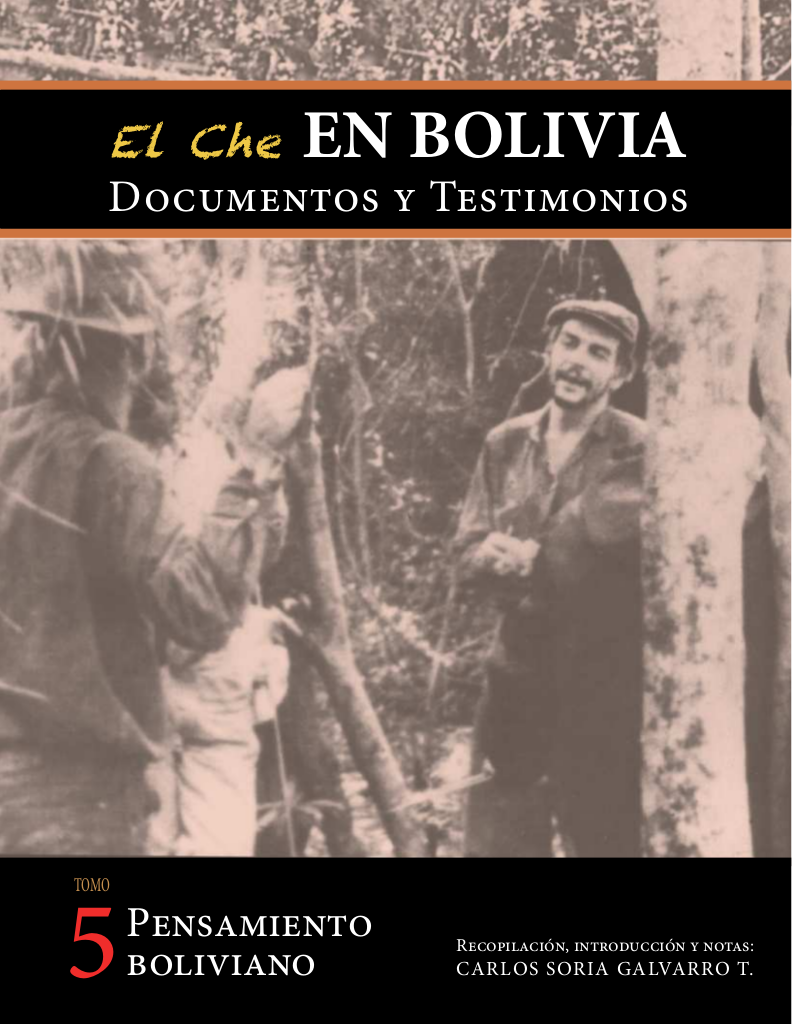 El Che EN BOLIVIA
Documentos y Testimonios
TOMO
5 Pensamiento
boliviano
Recopilación, introducción y notas:
CARLOS SORIA GALVARRO T.